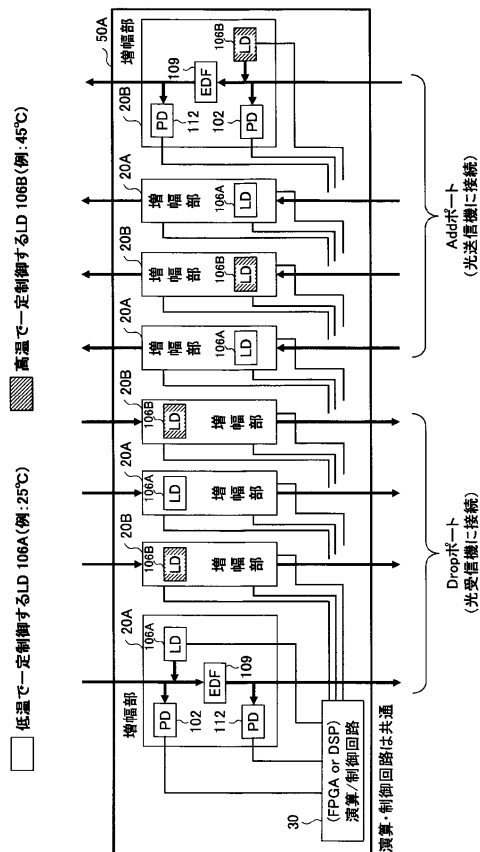 低温で一定制御するLD 106A(例:25℃)
高温で一定制御するLD 106B(例:45℃)
50A
増幅部
20A
106A
LD
PD
102
EDF
109
PD
112
20B
106B
LD
増幅部
20A
106A
LD
増幅部
20B
106B
LD
増幅部
20A
増幅部
106A
LD
20B
増幅部
106B
LD
20A
増幅部
106A
LD
20B
増幅部
PD
112
EDF
109
106B
LD
PD
102
30
(FPGA or DSP)
演算/制御回路
演算・制御回路は共通
Dropポート
(光受信機に接続)
Addポート
(光送信機に接続)